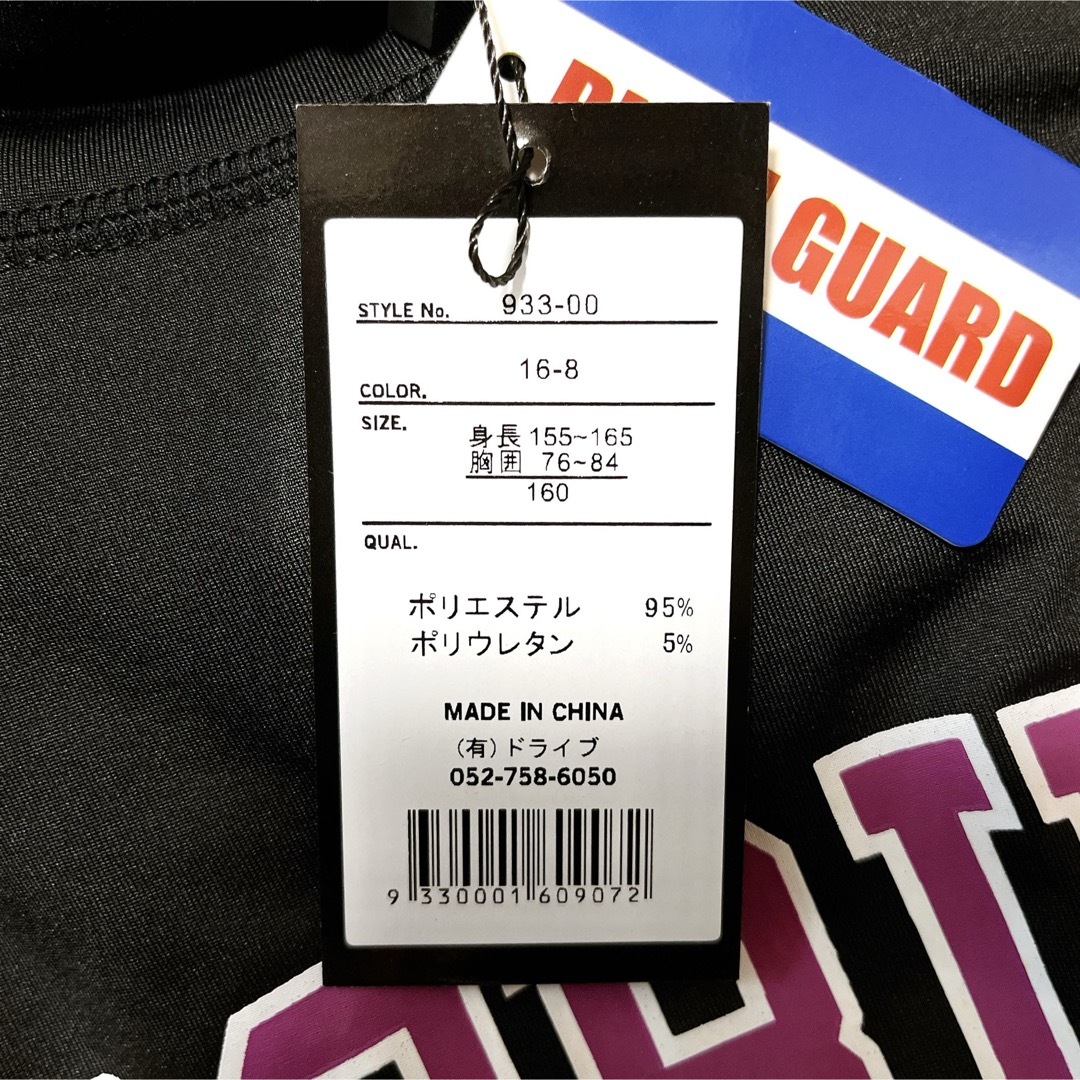 GUARD
STYLE No. 933-00
COLOR. 16-8
SIZE. 身長 155~165
胸囲 76~84
160
QUAL.
ポリエステル 95%
ポリウレタン 5%
MADE IN CHINA
(有)ドライブ
052-758-6050
9 330001 609072